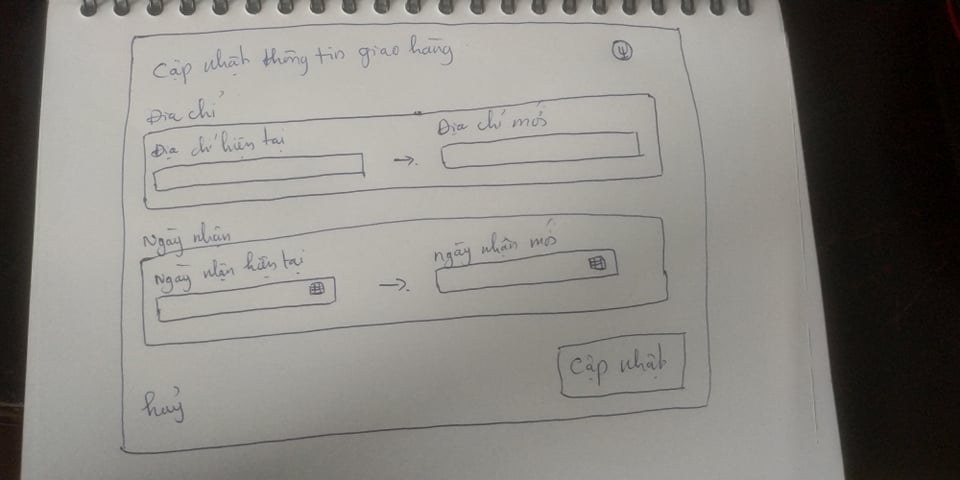 Cập nhật thông tin giao hàng
4
Địa chỉ
Địa chỉ hiện tại
Địa chỉ mới
Ngày nhân
Ngày nhận hiện tại
ngày nhận mới
Cập nhật
huỷ